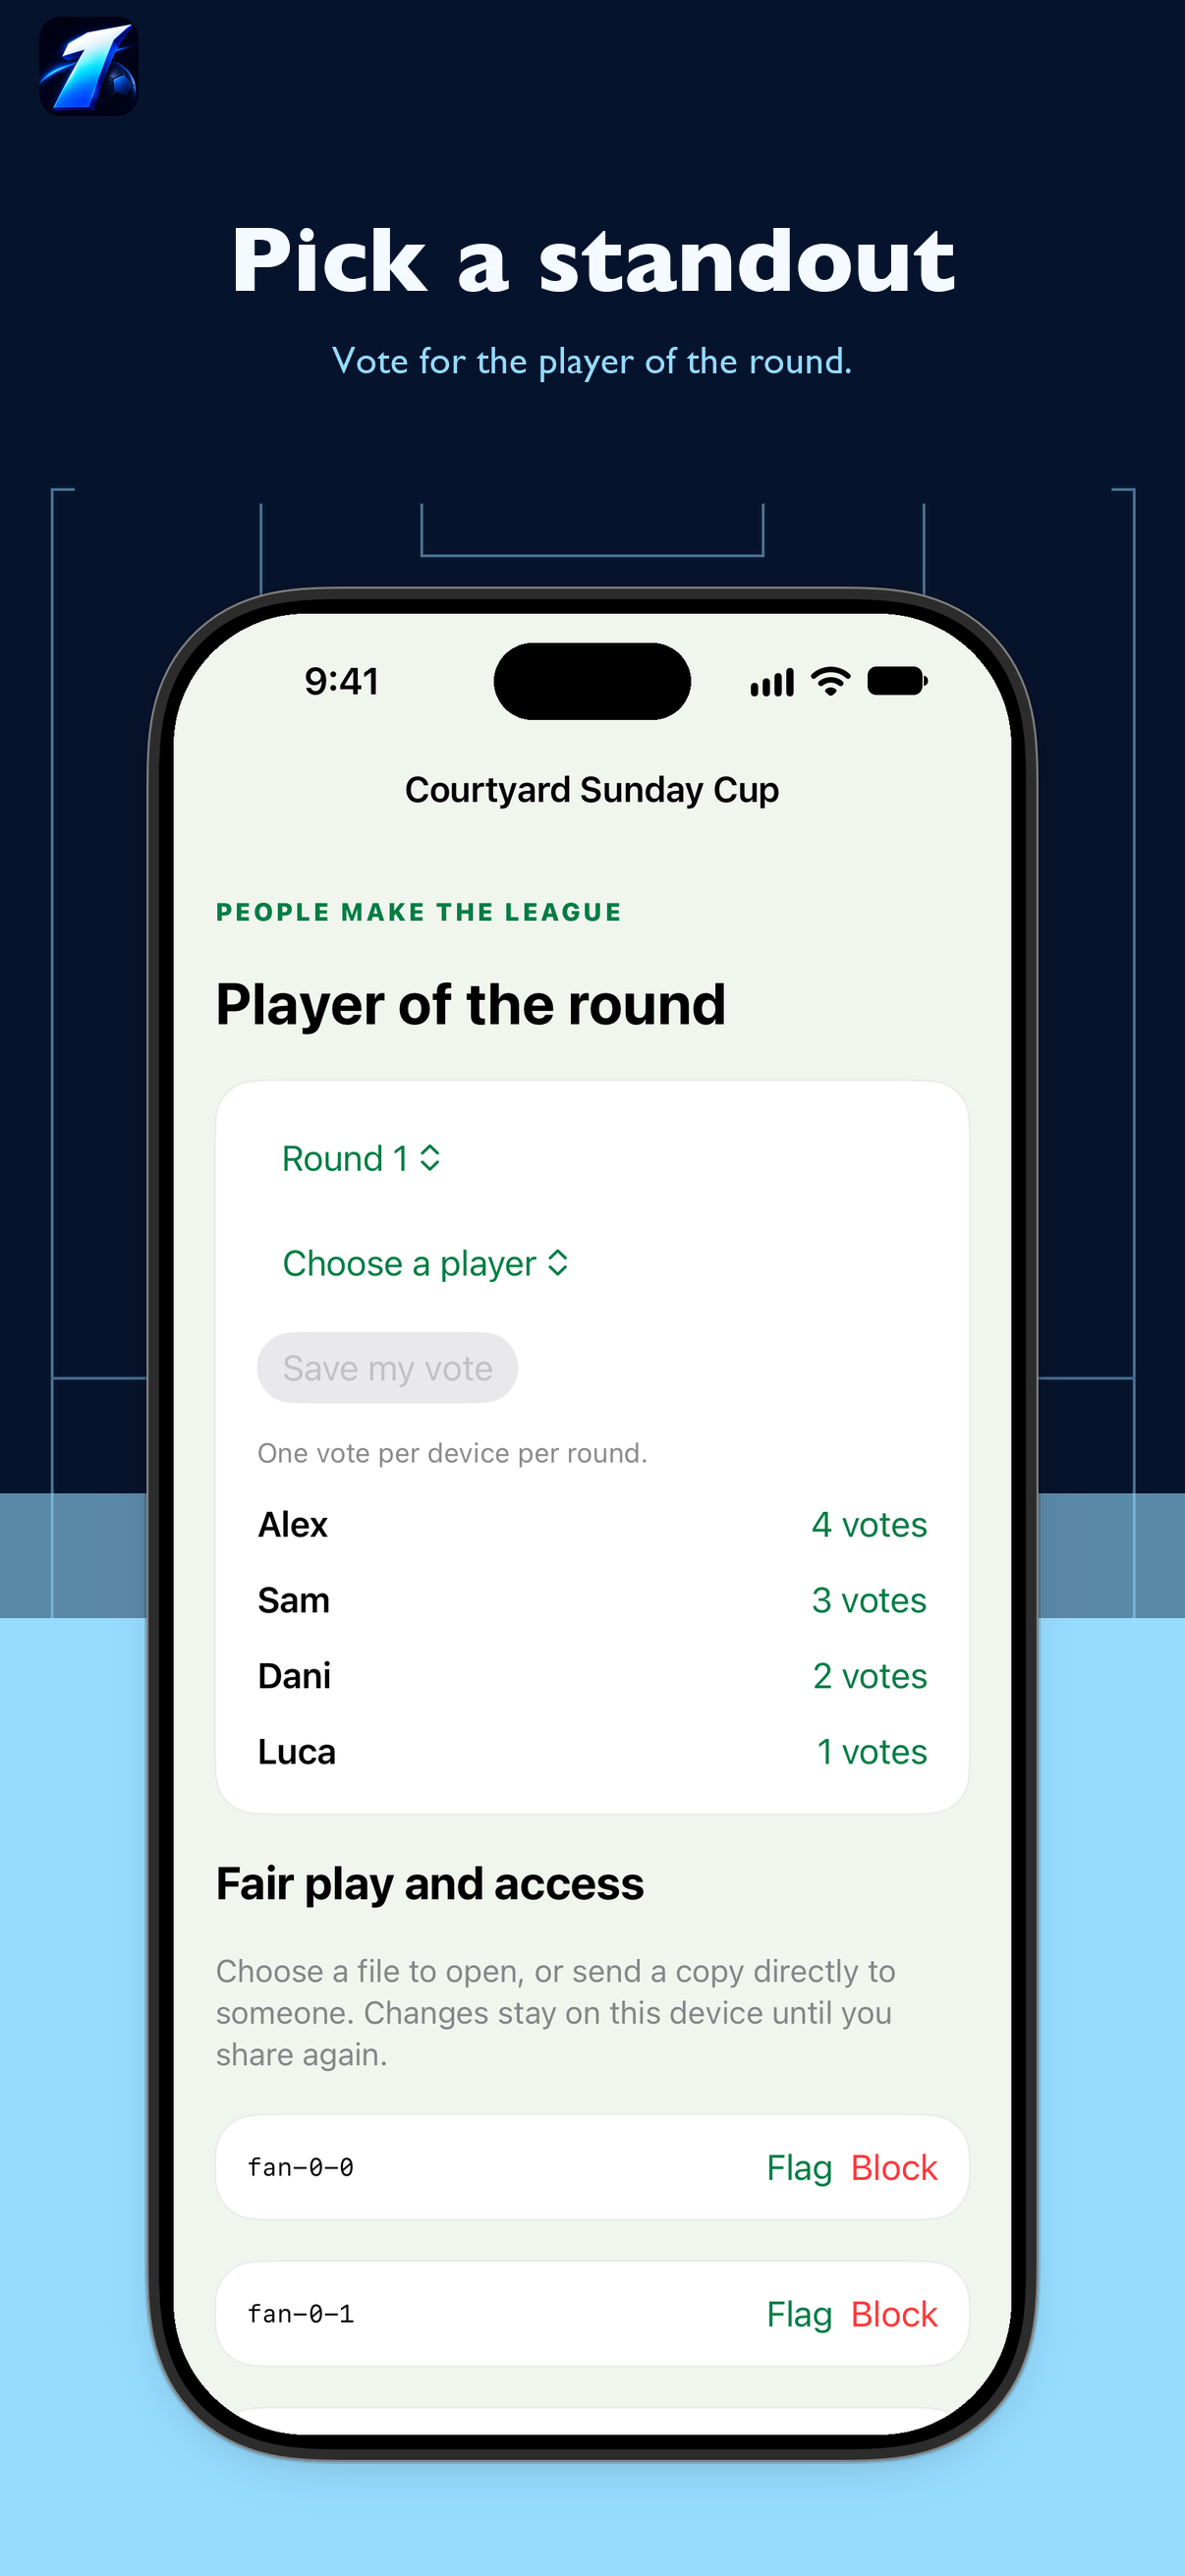 1
Pick a standout
Vote for the player of the round.
9:41
Courtyard Sunday Cup
PEOPLE MAKE THE LEAGUE
Player of the round
Round 1
Choose a player
Save my vote
One vote per device per round.
Alex 4 votes
Sam 3 votes
Dani 2 votes
Luca 1 votes
Fair play and access
Choose a file to open, or send a copy directly to
someone. Changes stay on this device until you
share again.
fan-0-0 Flag Block
fan-0-1 Flag Block